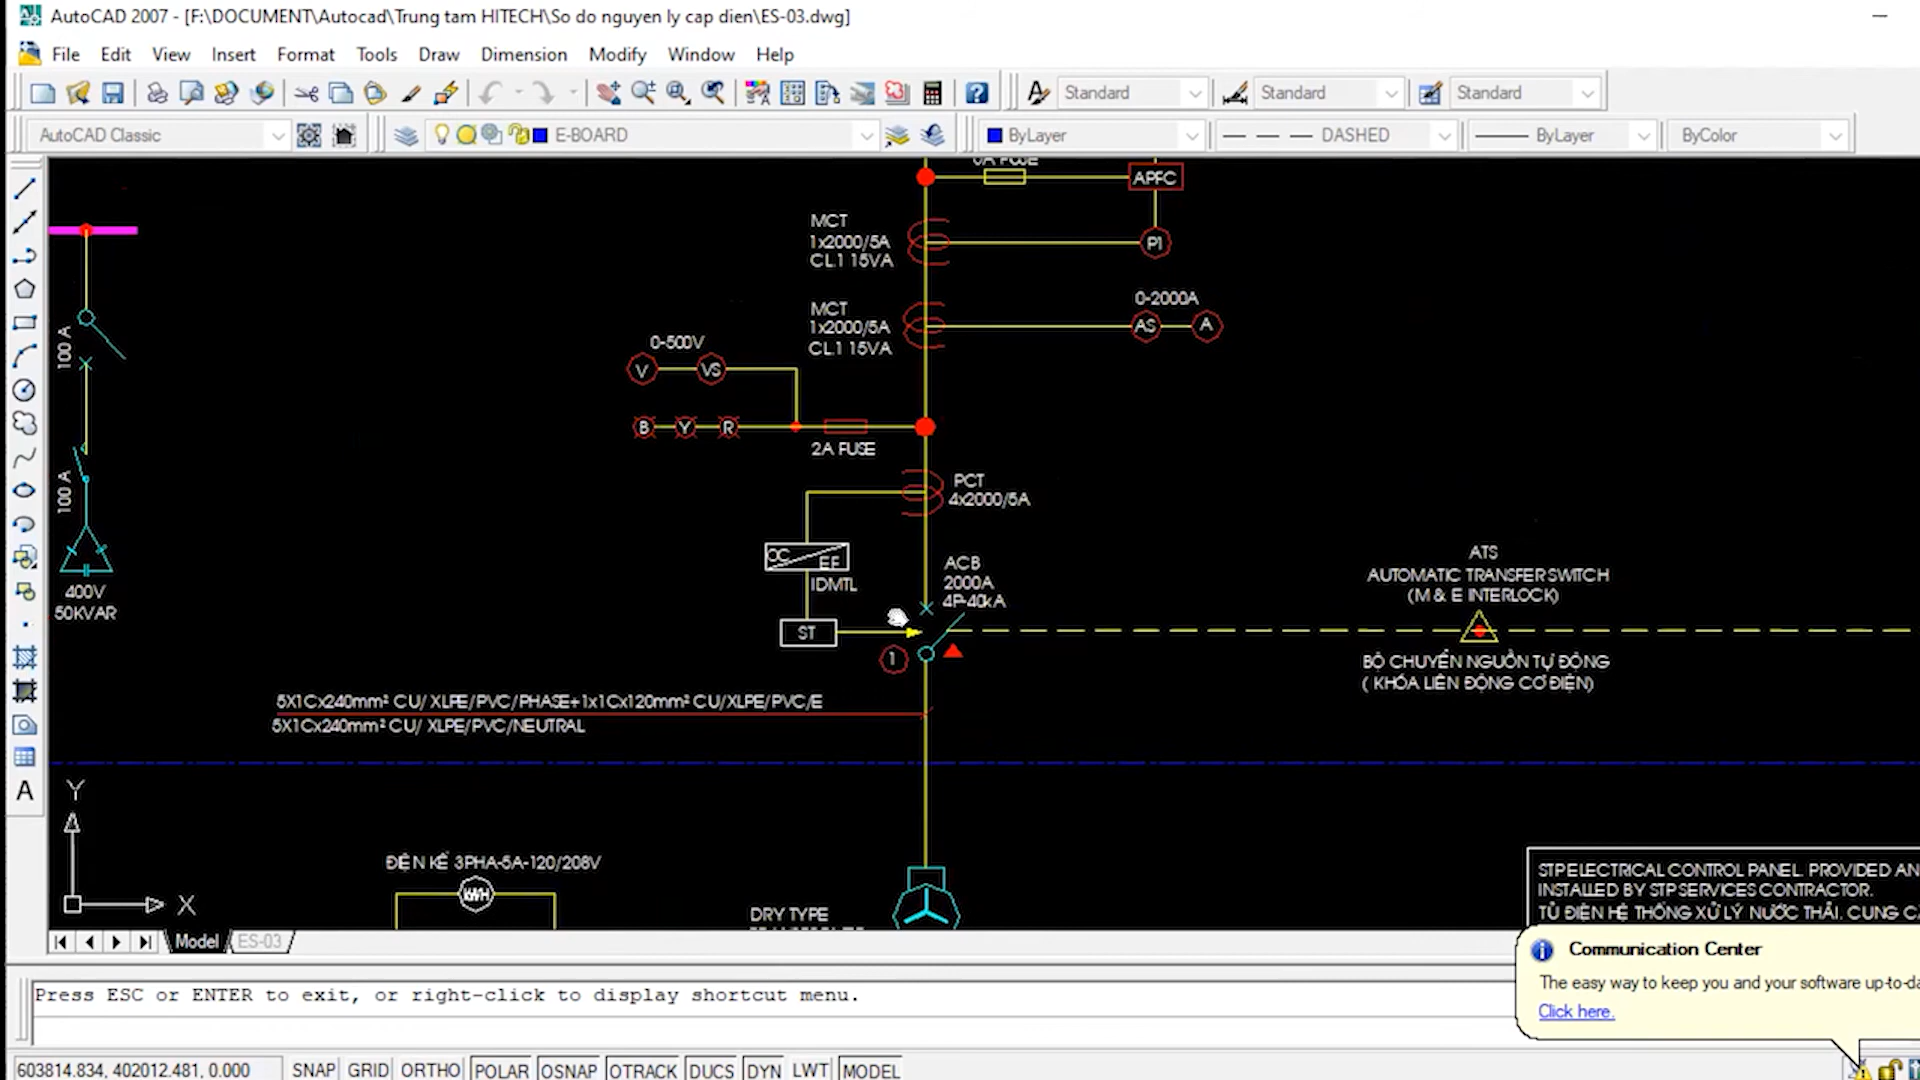 AutoCAD 2007 - [F:\DOCUMENT\Autocad\Trung tam HITECH\So do nguyen ly cap dien\ES-03.dwg]
File Edit View Insert Format Tools Draw Dimension Modify Window Help
Standard Standard Standard
AutoCAD Classic E-BOARD ByLayer DASHED ByLayer ByColor
APFC
MCT
1x2000/5A
CL.1 15VA
P1
MCT
1x2000/5A
CL.1 15VA
0-2000A
AS A
0-500V
V VS
B Y R
2A FUSE
100 A
100 A
400V
50KVAR
PCT
4x2000/5A
OC EF
IDMTL
ST
ACB
2000A
4P-40kA
1
ATS
AUTOMATIC TRANSFER SWITCH
(M & E INTERLOCK)
BỘ CHUYỂN NGUỒN TỰ ĐỘNG
( KHÓA LIÊN ĐỘNG CƠ ĐIỆN)
5X1Cx240mm² CU/ XLPE/PVC/PHASE+1x1Cx120mm² CU/XLPE/PVC/E
5X1Cx240mm² CU/ XLPE/PVC/NEUTRAL
Y
X
ĐIỆN KẾ 3PHA-5A-120/208V
KWH
DRY TYPE
STP ELECTRICAL CONTROL PANEL. PROVIDED AN
INSTALLED BY STP SERVICES CONTRACTOR.
TỦ ĐIỆN HỆ THỐNG XỬ LÝ NƯỚC THẢI. CUNG C
Model ES-03
Communication Center
The easy way to keep you and your software up-to-da
Click here.
Press ESC or ENTER to exit, or right-click to display shortcut menu.
603814.834, 402012.481, 0.000 SNAP GRID ORTHO POLAR OSNAP OTRACK DUCS DYN LWT MODEL